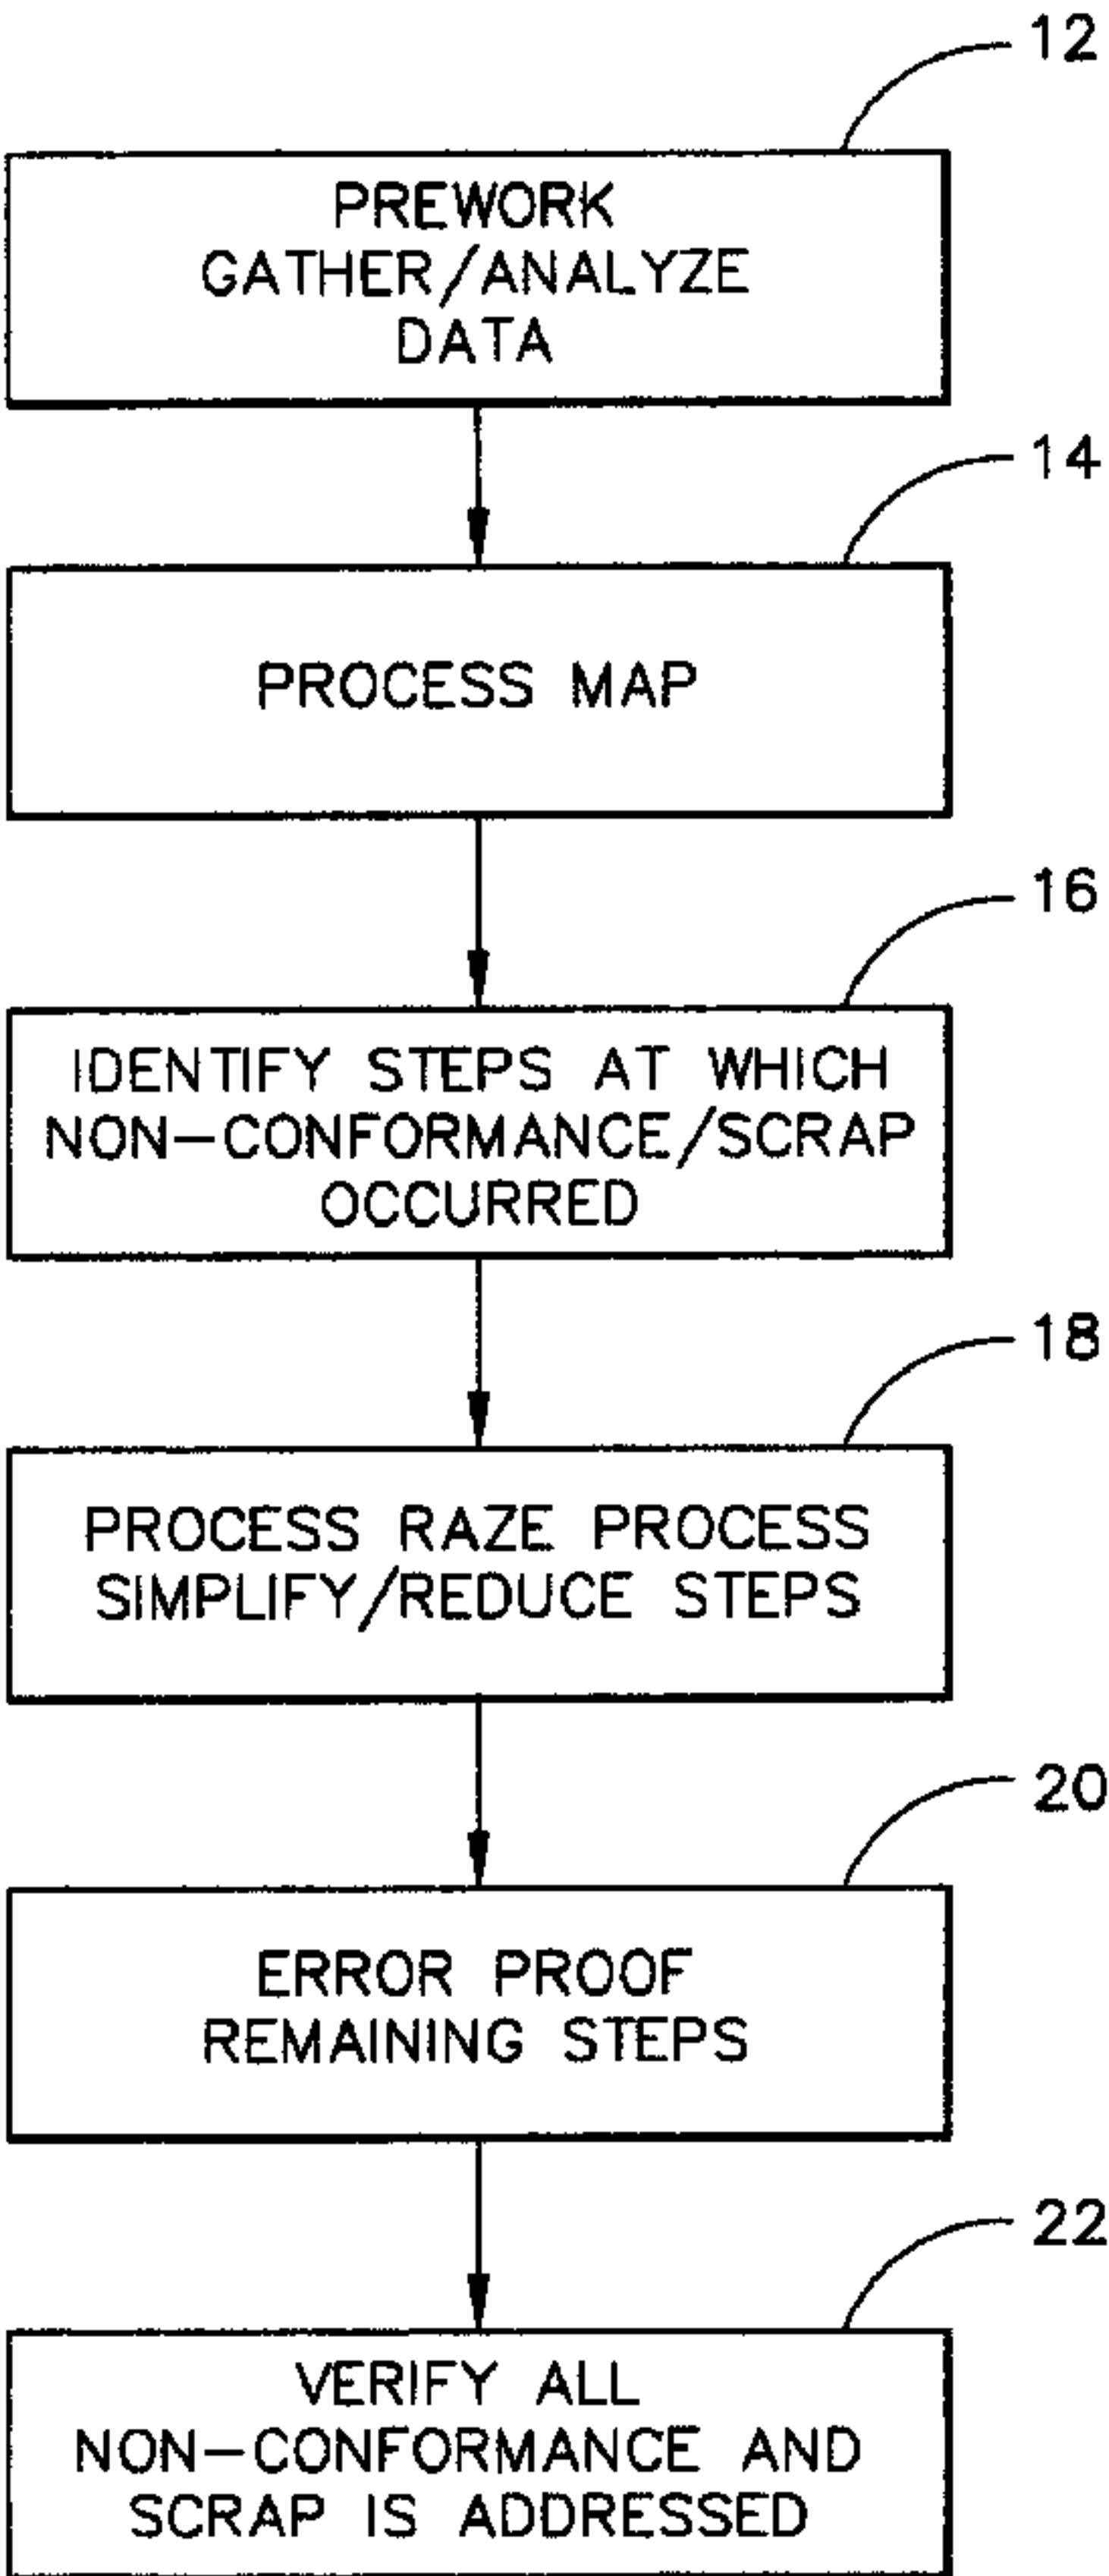 12
PREWORK
GATHER/ANALYZE
DATA
14
PROCESS MAP
16
IDENTIFY STEPS AT WHICH
NON-CONFORMANCE/SCRAP
OCCURRED
18
PROCESS RAZE PROCESS
SIMPLIFY/REDUCE STEPS
20
ERROR PROOF
REMAINING STEPS
22
VERIFY ALL
NON-CONFORMANCE AND
SCRAP IS ADDRESSED